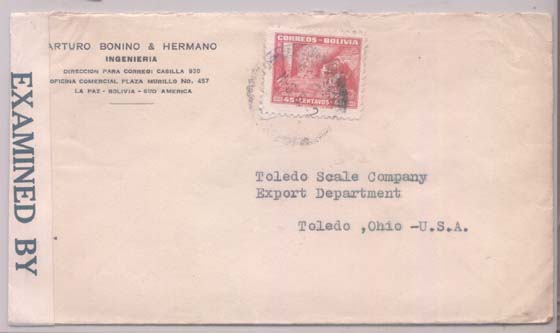 ARTURO BONINO & HERMANO
INGENIERIA
DIRECCION PARA CORREO: CASILLA 920
OFICINA COMERCIAL PLAZA MURILLO No. 457
LA PAZ - BOLIVIA - SUD AMERICA
CORREOS - BOLIVIA
45 CENTAVOS 45
EXAMINED BY
Toledo Scale Company
Export Department
Toledo ,Ohio -U.S.A.